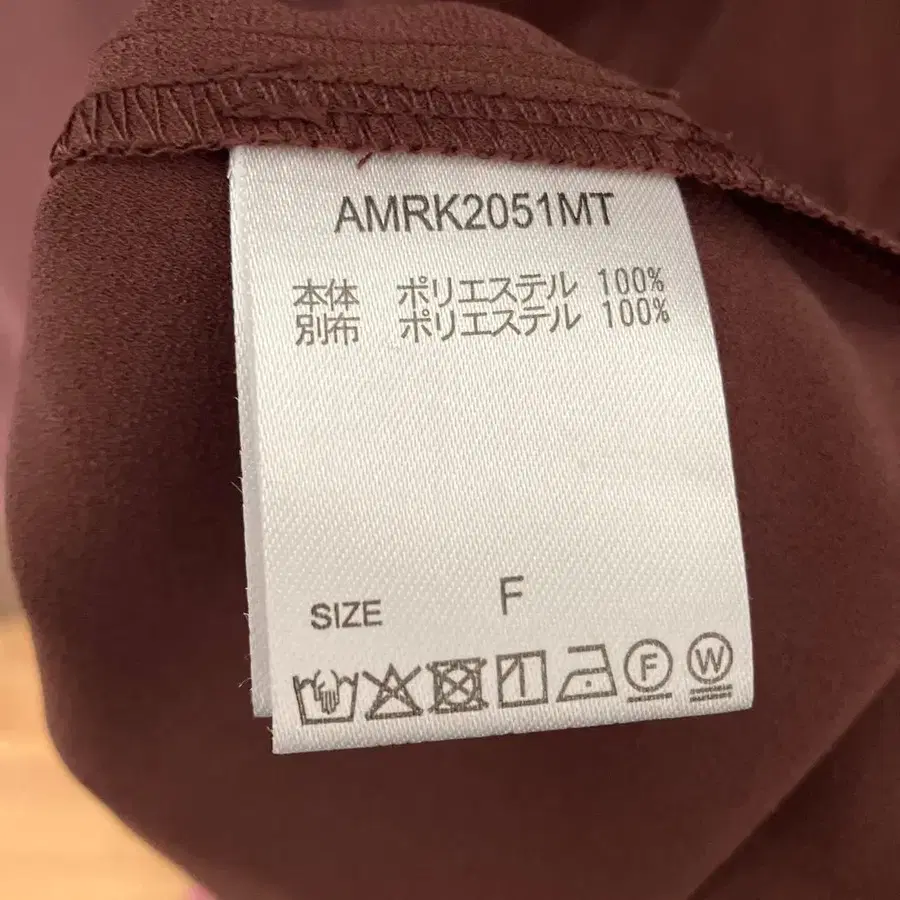 AMRK2051MT
本体 ポリエステル 100%
別布 ポリエステル 100%
SIZE F
F W